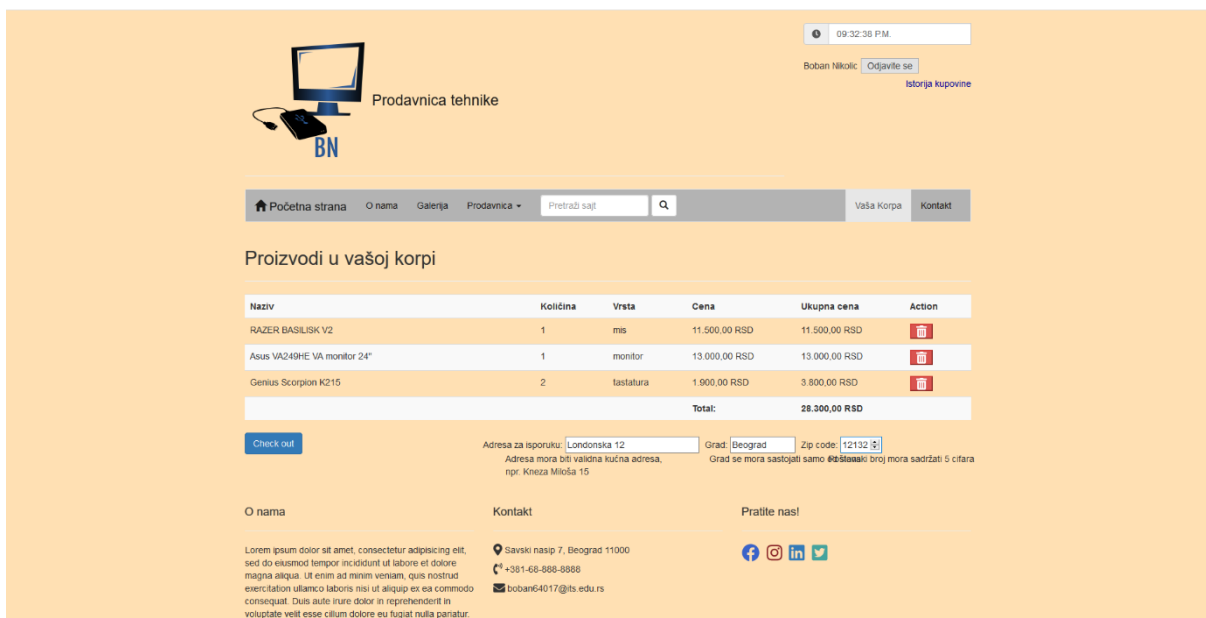 09:32:38 P.M.
Boban Nikolic Odjavite se
Istorija kupovine
Prodavnica tehnike
BN
Početna strana O nama Galerija Prodavnica Pretraži sajt Vaša Korpa Kontakt
Proizvodi u vašoj korpi
Naziv Količina Vrsta Cena Ukupna cena Action
RAZER BASILISK V2 1 mis 11.500,00 RSD 11.500,00 RSD
Asus VA249HE VA monitor 24" 1 monitor 13.000,00 RSD 13.000,00 RSD
Genius Scorpion K215 2 tastatura 1.900,00 RSD 3.800,00 RSD
Total: 28.300,00 RSD
Check out Adresa za isporuku: Londonska 12 Grad: Beograd Zip code: 12132
Adresa mora biti validna kućna adresa, Grad se mora sastojati samo broj mora sadržati 5 cifara
npr. Kneza Miloša 15
O nama Kontakt Pratite nas!
Lorem ipsum dolor sit amet, consectetur adipisicing elit, Savski nasip 7, Beograd 11000
sed do eiusmod tempor incididunt ut labore et dolore +381-68-888-8888
magna aliqua. Ut enim ad minim veniam, quis nostrud
exercitation ullamco laboris nisi ut aliquip ex ea commodo boban64017@its.edu.rs
consequat. Duis aute irure dolor in reprehenderit in
voluptate velit esse cillum dolore eu fugiat nulla pariatur.